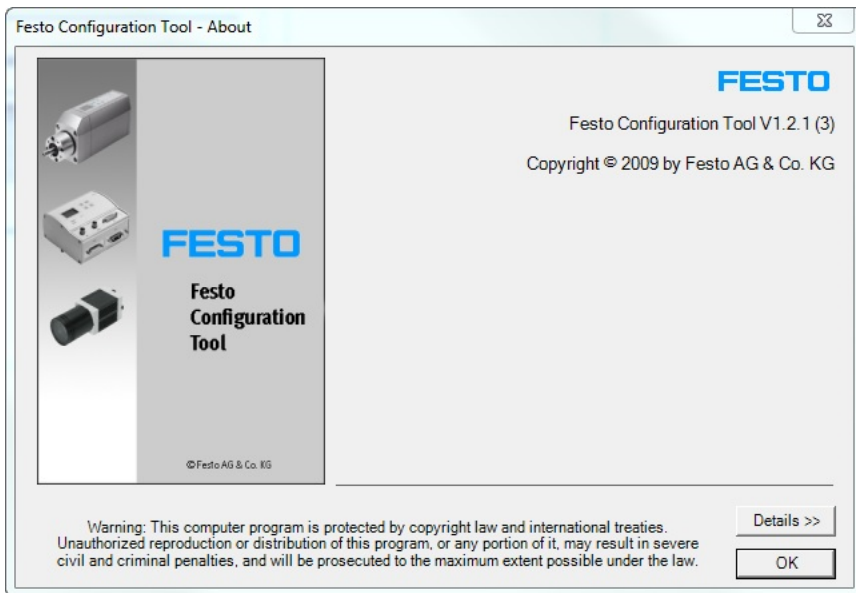 Festo Configuration Tool - About
FESTO
Festo
Configuration
Tool
© Festo AG & Co. KG
FESTO
Festo Configuration Tool V1.2.1 (3)
Copyright © 2009 by Festo AG & Co. KG
Warning: This computer program is protected by copyright law and international treaties.
Unauthorized reproduction or distribution of this program, or any portion of it, may result in severe
civil and criminal penalties, and will be prosecuted to the maximum extent possible under the law.
Details >>
OK